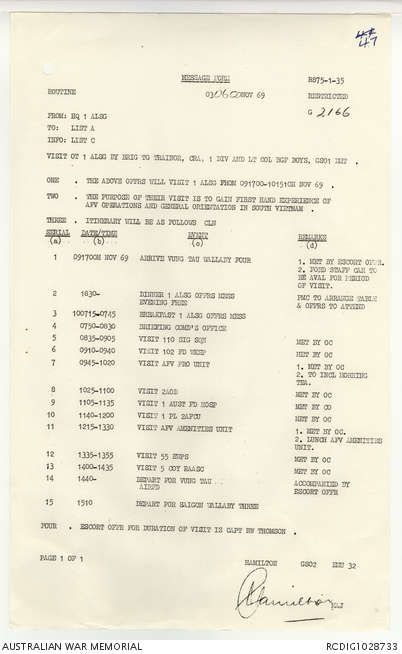 44
47
MESSAGE FORM R875-1-35
ROUTINE 030600 NOV 69 RESTRICTED
G 2166
FROM: HQ 1 ALSG
TO: LIST A
INFO: LIST C
VISIT OF 1 ALSG BY BRIG TG TRAINOR, CRA, 1 DIV AND LT COL BGF BOYS, GSO1
ONE . THE ABOVE OFFRS WILL VISIT 1 ALSG FROM 091700-101510H NOV 69.
TWO . THE PURPOSE OF THEIR VISIT IS TO GAIN FIRST HAND EXPERIENCE OF
AFV OPERATIONS AND GENERAL ORIENTATION IN SOUTH VIETNAM.
THREE . ITINERARY WILL BE AS FOLLOWS CLN
SERIAL DATE/TIME EVENT REMARKS
(a) (b) (c) (d)
1 091700H NOV 69 ARRIVE VUNG TAU WALLABY FOUR 1. MET BY ESCORT OFFR.
2. FORD STAFF CAR TO
BE AVAL FOR PERIOD
OF VISIT.
2 1830- DINNER 1 ALSG OFFRS MESS PMC TO ARRANGE TABLE
EVENING FREE & OFFRS TO ATTEND
3 100715-0745 BREAKFAST 1 ALSG OFFRS MESS
4 0750-0830 BRIEFING COMD'S OFFICE
5 0835-0905 VISIT 110 SIG SQN MET BY OC
6 0910-0940 VISIT 102 FD WKSP MET BY OC
7 0945-1020 VISIT AFV PRO UNIT 1. MET BY OC
2. TO INCL MORNING
TEA.
8 1025-1100 VISIT 2AOD MET BY OC
9 1105-1135 VISIT 1 AUST FD HOSP MET BY CO
10 1140-1200 VISIT 1 PL 2AFCU MET BY OC
11 1215-1330 VISIT AFV AMENITIES UNIT 1. MET BY OC.
2. LUNCH AFV AMENITIES
UNIT.
12 1335-1355 VISIT 55 EWPS MET BY OC
13 1400-1435 VISIT 5 COY RAASC MET BY OC
14 1440- DEPART FOR VUNG TAU ACCOMPANIED BY
AIRFD ESCORT OFFR
15 1510 DEPART FOR SAIGON WALLABY THREE
FOUR . ESCORT OFFR FOR DURATION OF VISIT IS CAPT RW THOMSON.
PAGE 1 OF 1 HAMILTON GSO2 32
Hamilton MAJ
AUSTRALIAN WAR MEMORIAL RCDIG1028733